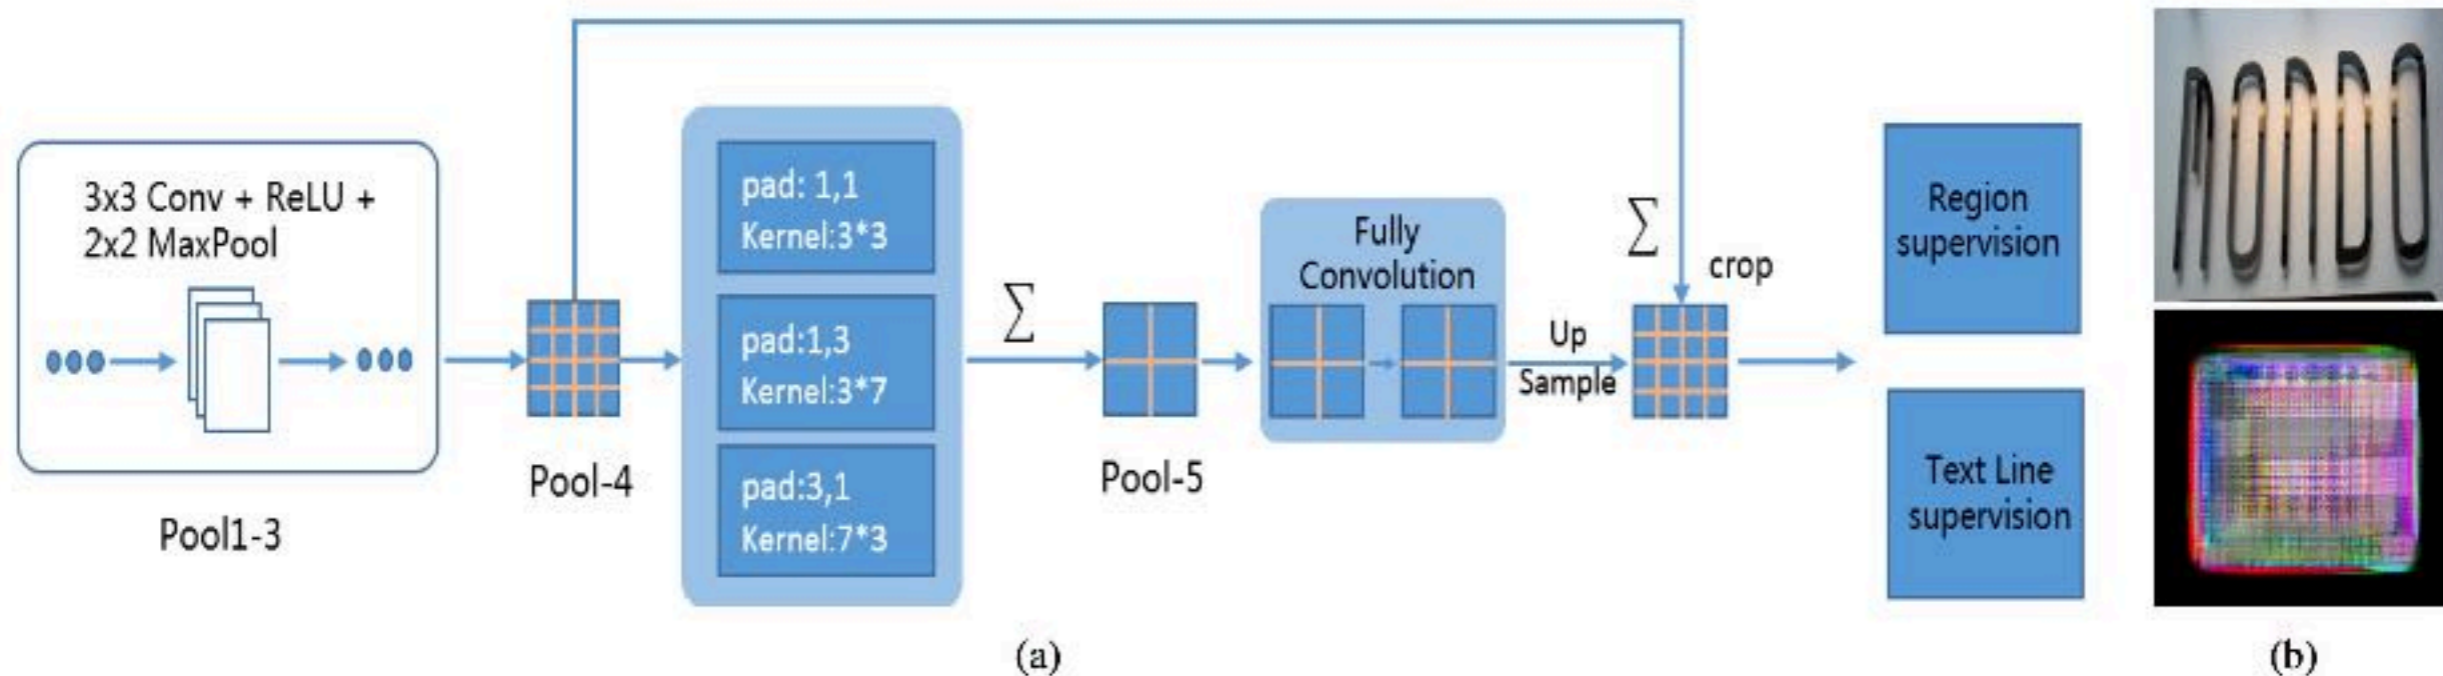 3x3 Conv + ReLU +
2x2 MaxPool
Pool1-3
Pool-4
pad: 1,1
Kernel:3*3
pad:1,3
Kernel:3*7
pad:3,1
Kernel:7*3
∑
Pool-5
Fully
Convolution
Up
Sample
∑
crop
Region
supervision
Text Line
supervision
(a)
MONDO
(b)